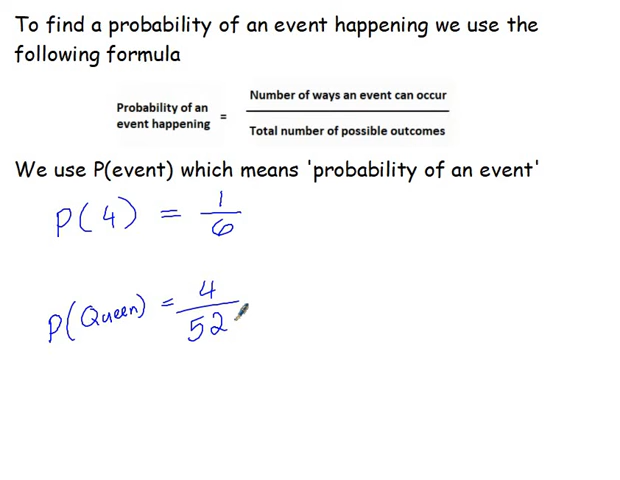 To find a probability of an event happening we use the
following formula
Probability of an event happening = Number of ways an event can occur / Total number of possible outcomes
We use P(event) which means 'probability of an event'
P(4) = 1/6
P(Queen) = 4/52